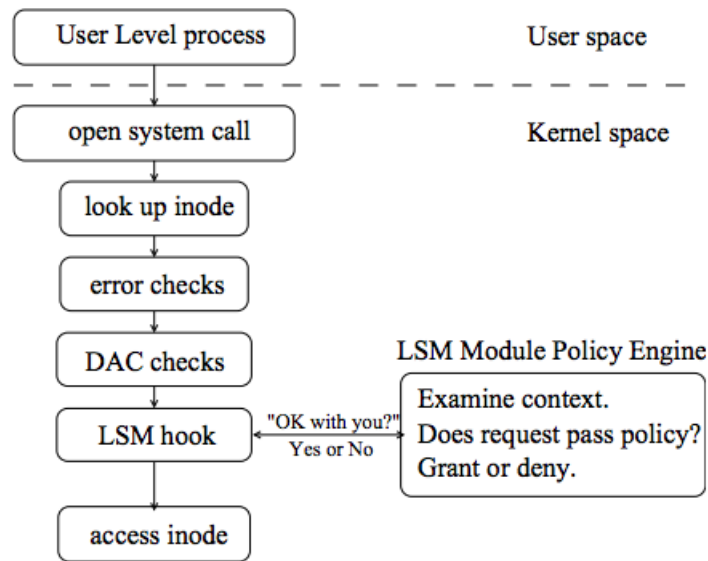 User Level process
User space
open system call
Kernel space
look up inode
error checks
DAC checks
LSM Module Policy Engine
LSM hook
"OK with you?"
Yes or No
Examine context.
Does request pass policy?
Grant or deny.
access inode